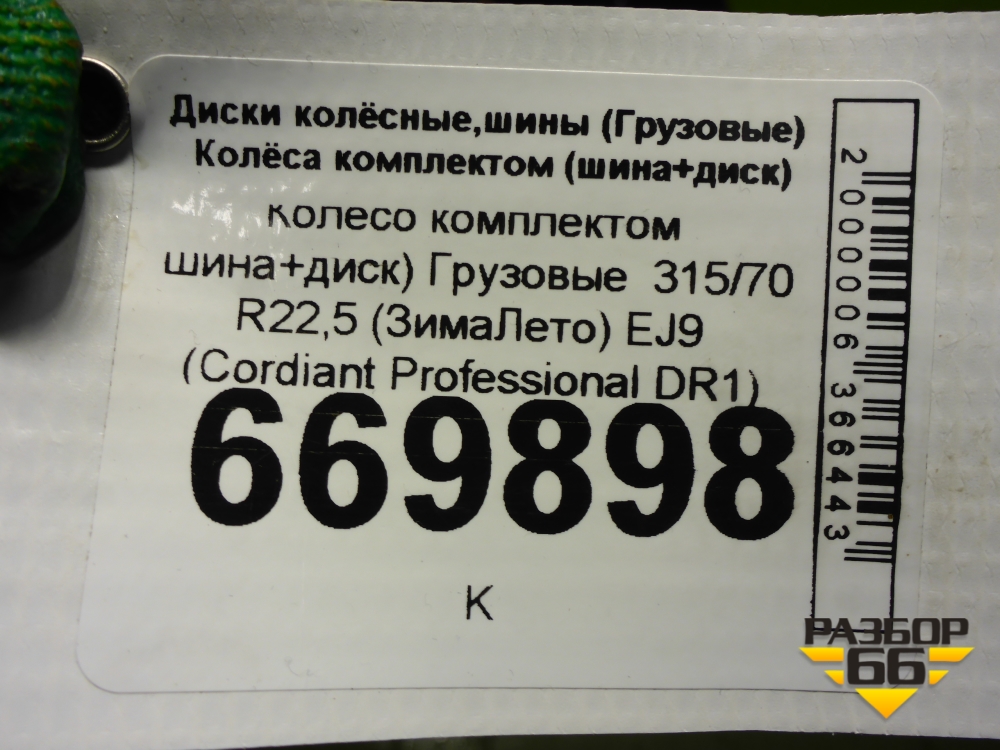 Диски колёсные,шины (Грузовые)
Колёса комплектом (шина+диск)
Колесо комплектом
шина+диск) Грузовые 315/70
R22,5 (ЗимаЛето) EJ9
(Cordiant Professional DR1)
669898
К
2000006366443
РАЗБОР
66